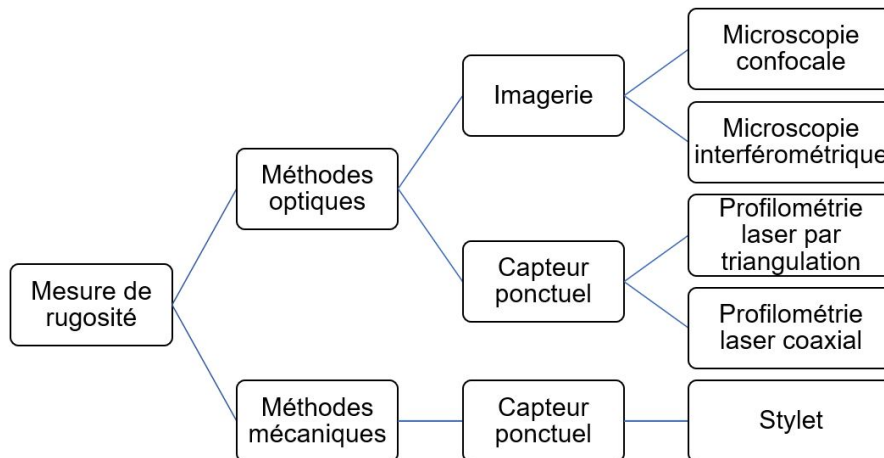 Microscopie
confocale
Imagerie
Microscopie
interférométrique
Méthodes
optiques
Profilométrie
laser par
triangulation
Capteur
ponctuel
Mesure de
rugosité
Profilométrie
laser coaxial
Méthodes
mécaniques
Capteur
ponctuel
Stylet